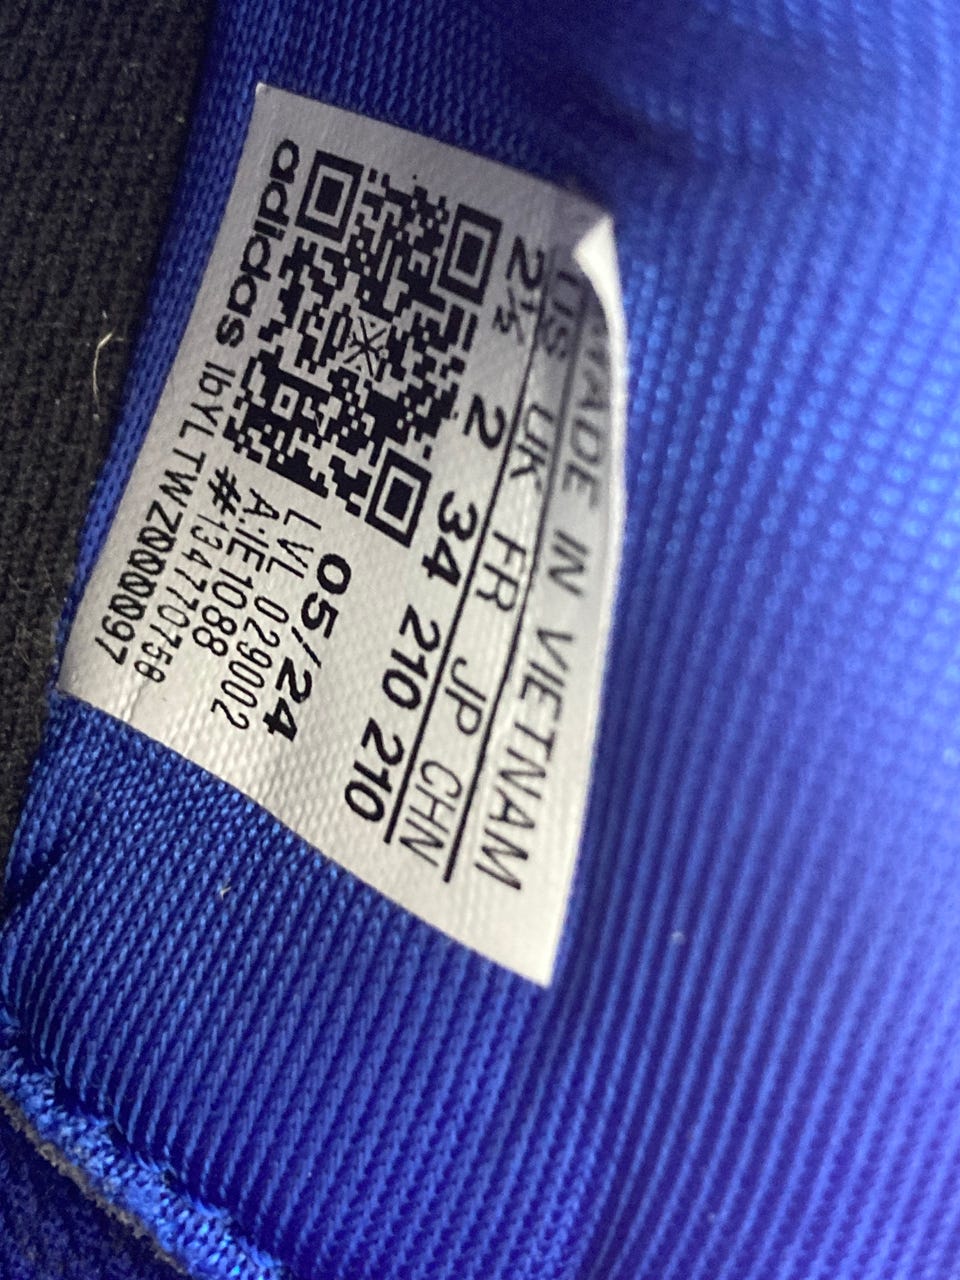 MADE IN VIETNAM
US UK FR JP CHN
2½ 2 34 210 210
05/24
LVL 029002
A:IE1088
#134770758
adidas lbYLTWZ0000097